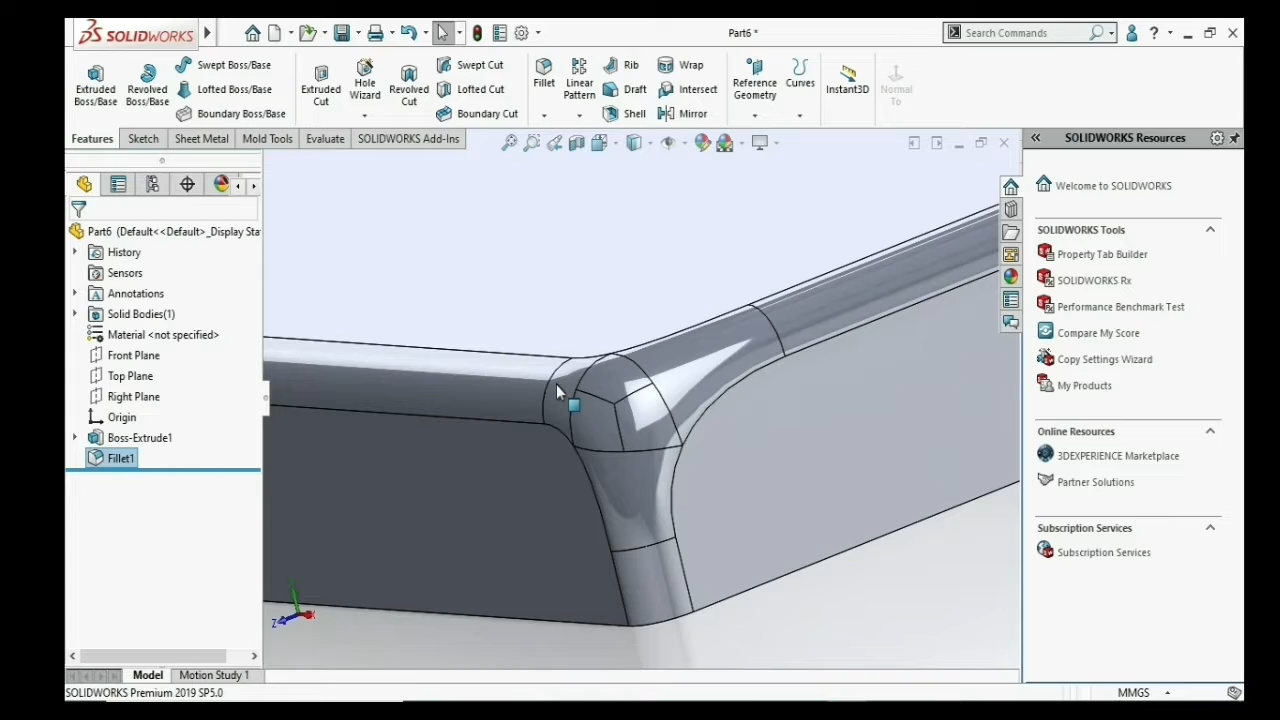 SOLIDWORKS
Part6 *
Search Commands
?
Extruded Boss/Base
Revolved Boss/Base
Swept Boss/Base
Lofted Boss/Base
Boundary Boss/Base
Extruded Cut
Hole Wizard
Revolved Cut
Swept Cut
Lofted Cut
Boundary Cut
Fillet
Linear Pattern
Rib
Draft
Shell
Wrap
Intersect
Mirror
Reference Geometry
Curves
Instant3D
Normal To
Features
Sketch
Sheet Metal
Mold Tools
Evaluate
SOLIDWORKS Add-Ins
Part6 (Default<<Default>_Display Sta
History
Sensors
Annotations
Solid Bodies(1)
Material <not specified>
Front Plane
Top Plane
Right Plane
Origin
Boss-Extrude1
Fillet1
Z
X
SOLIDWORKS Resources
Welcome to SOLIDWORKS
SOLIDWORKS Tools
Property Tab Builder
SOLIDWORKS Rx
Performance Benchmark Test
Compare My Score
Copy Settings Wizard
My Products
Online Resources
3DEXPERIENCE Marketplace
Partner Solutions
Subscription Services
Subscription Services
Model
Motion Study 1
SOLIDWORKS Premium 2019 SP5.0
MMGS